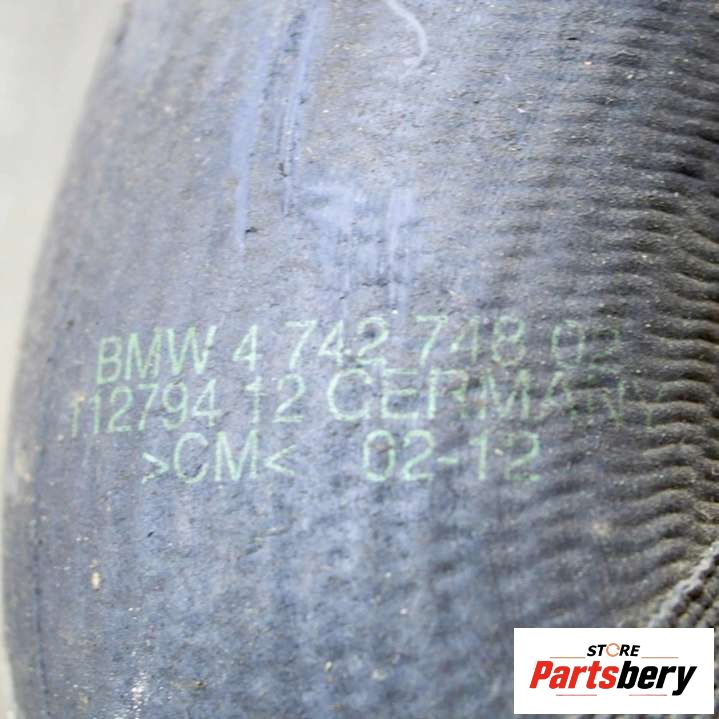 BMW 4 742 748 02
112794 12 GERMANY
>CM< 02-12
STORE
Partsbery